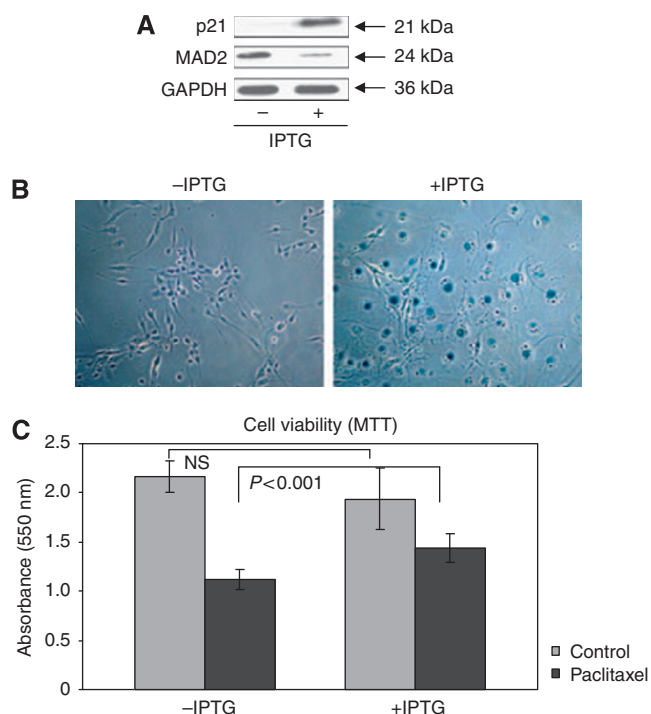 A
p21 21 kDa
MAD2 24 kDa
GAPDH 36 kDa
– +
IPTG
B
–IPTG +IPTG
C
Cell viability (MTT)
Absorbance (550 nm)
2.5
2.0
1.5
1.0
0.5
0
NS
P<0.001
–IPTG +IPTG
Control
Paclitaxel